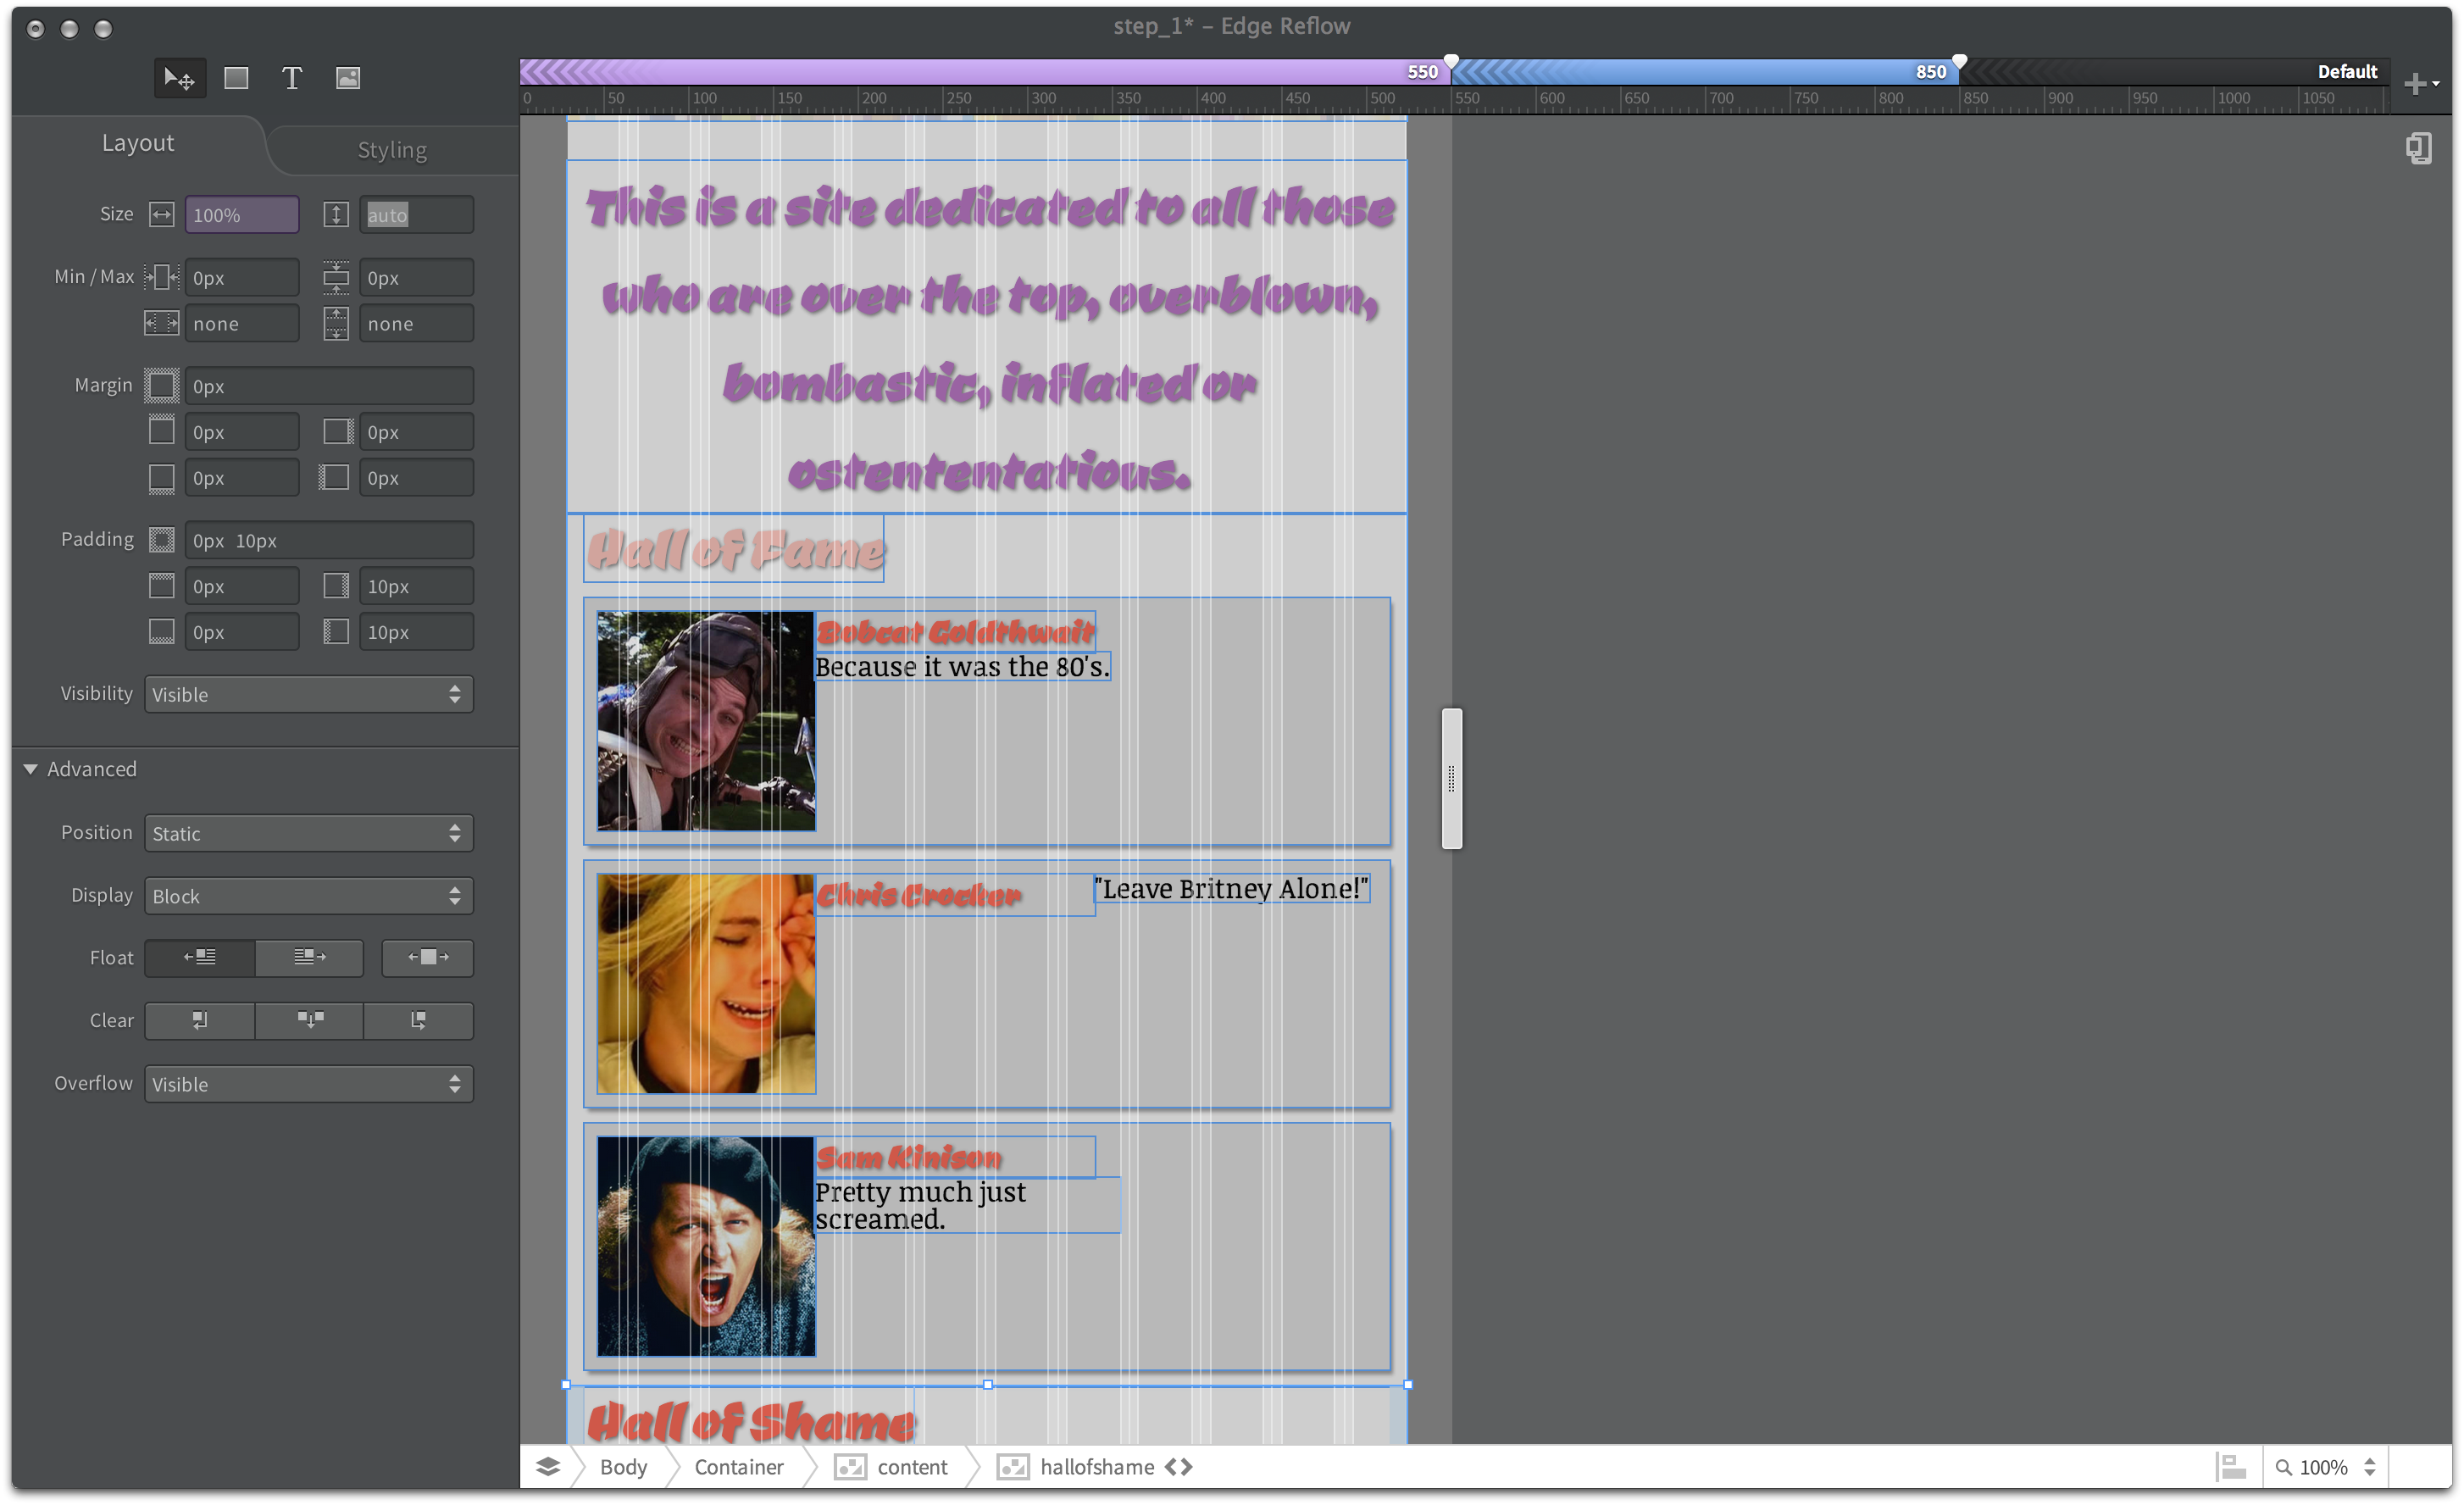 step_1* – Edge Reflow
550
850
Default
0 50 100 150 200 250 300 350 400 450 500 550 600 650 700 750 800 850 900 950 1000 1050
Layout
Styling
Size 100% auto
Min / Max 0px 0px
none none
Margin 0px
0px 0px
0px 0px
Padding 0px 10px
0px 10px
0px 10px
Visibility Visible
Advanced
Position Static
Display Block
Float
Clear
Overflow Visible
This is a site dedicated to all those
who are over the top, overblown,
bombastic, inflated or
ostententatious.
Hall of Fame
Bobcat Goldthwait
Because it was the 80's.
Chris Crocker
"Leave Britney Alone!"
Sam Kinison
Pretty much just
screamed.
Hall of Shame
Body Container content hallofshame
100%